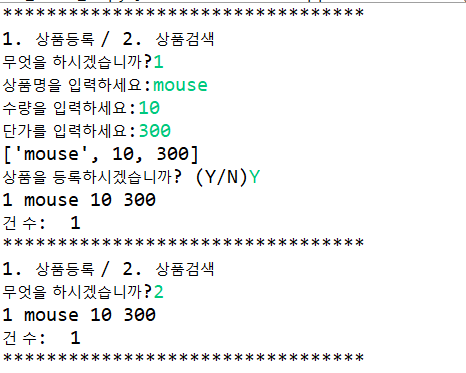 *********************************
1. 상품등록 / 2. 상품검색
무엇을 하시겠습니까?1
상품명을 입력하세요:mouse
수량을 입력하세요:10
단가를 입력하세요:300
['mouse', 10, 300]
상품을 등록하시겠습니까? (Y/N)Y
1 mouse 10 300
건 수:  1
*********************************
1. 상품등록 / 2. 상품검색
무엇을 하시겠습니까?2
1 mouse 10 300
건 수:  1
*********************************